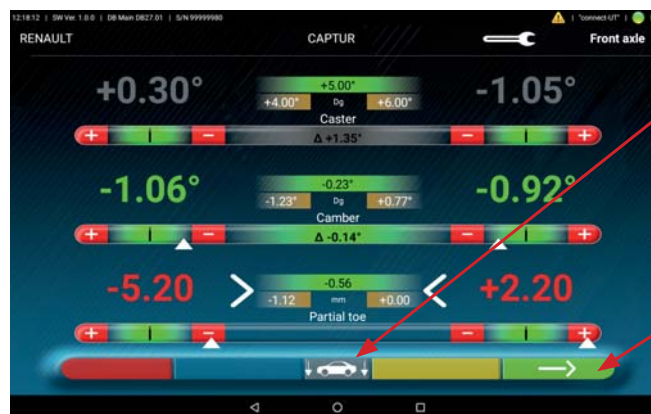 12:18:12 | SW Ver. 1.0.0 | DB Main DB27.01 | S/N 99999980 | "connect-UT" |
RENAULT CAPTUR Front axle
+0.30° +5.00° -1.05°
+4.00° Dg +6.00°
Caster
+ - Δ +1.35° - +
-1.06° -0.23° -0.92°
-1.23° Dg +0.77°
Camber
+ - Δ -0.14° - +
-5.20 -0.56 +2.20
-1.12 mm +0.00
Partial toe
+ - - +